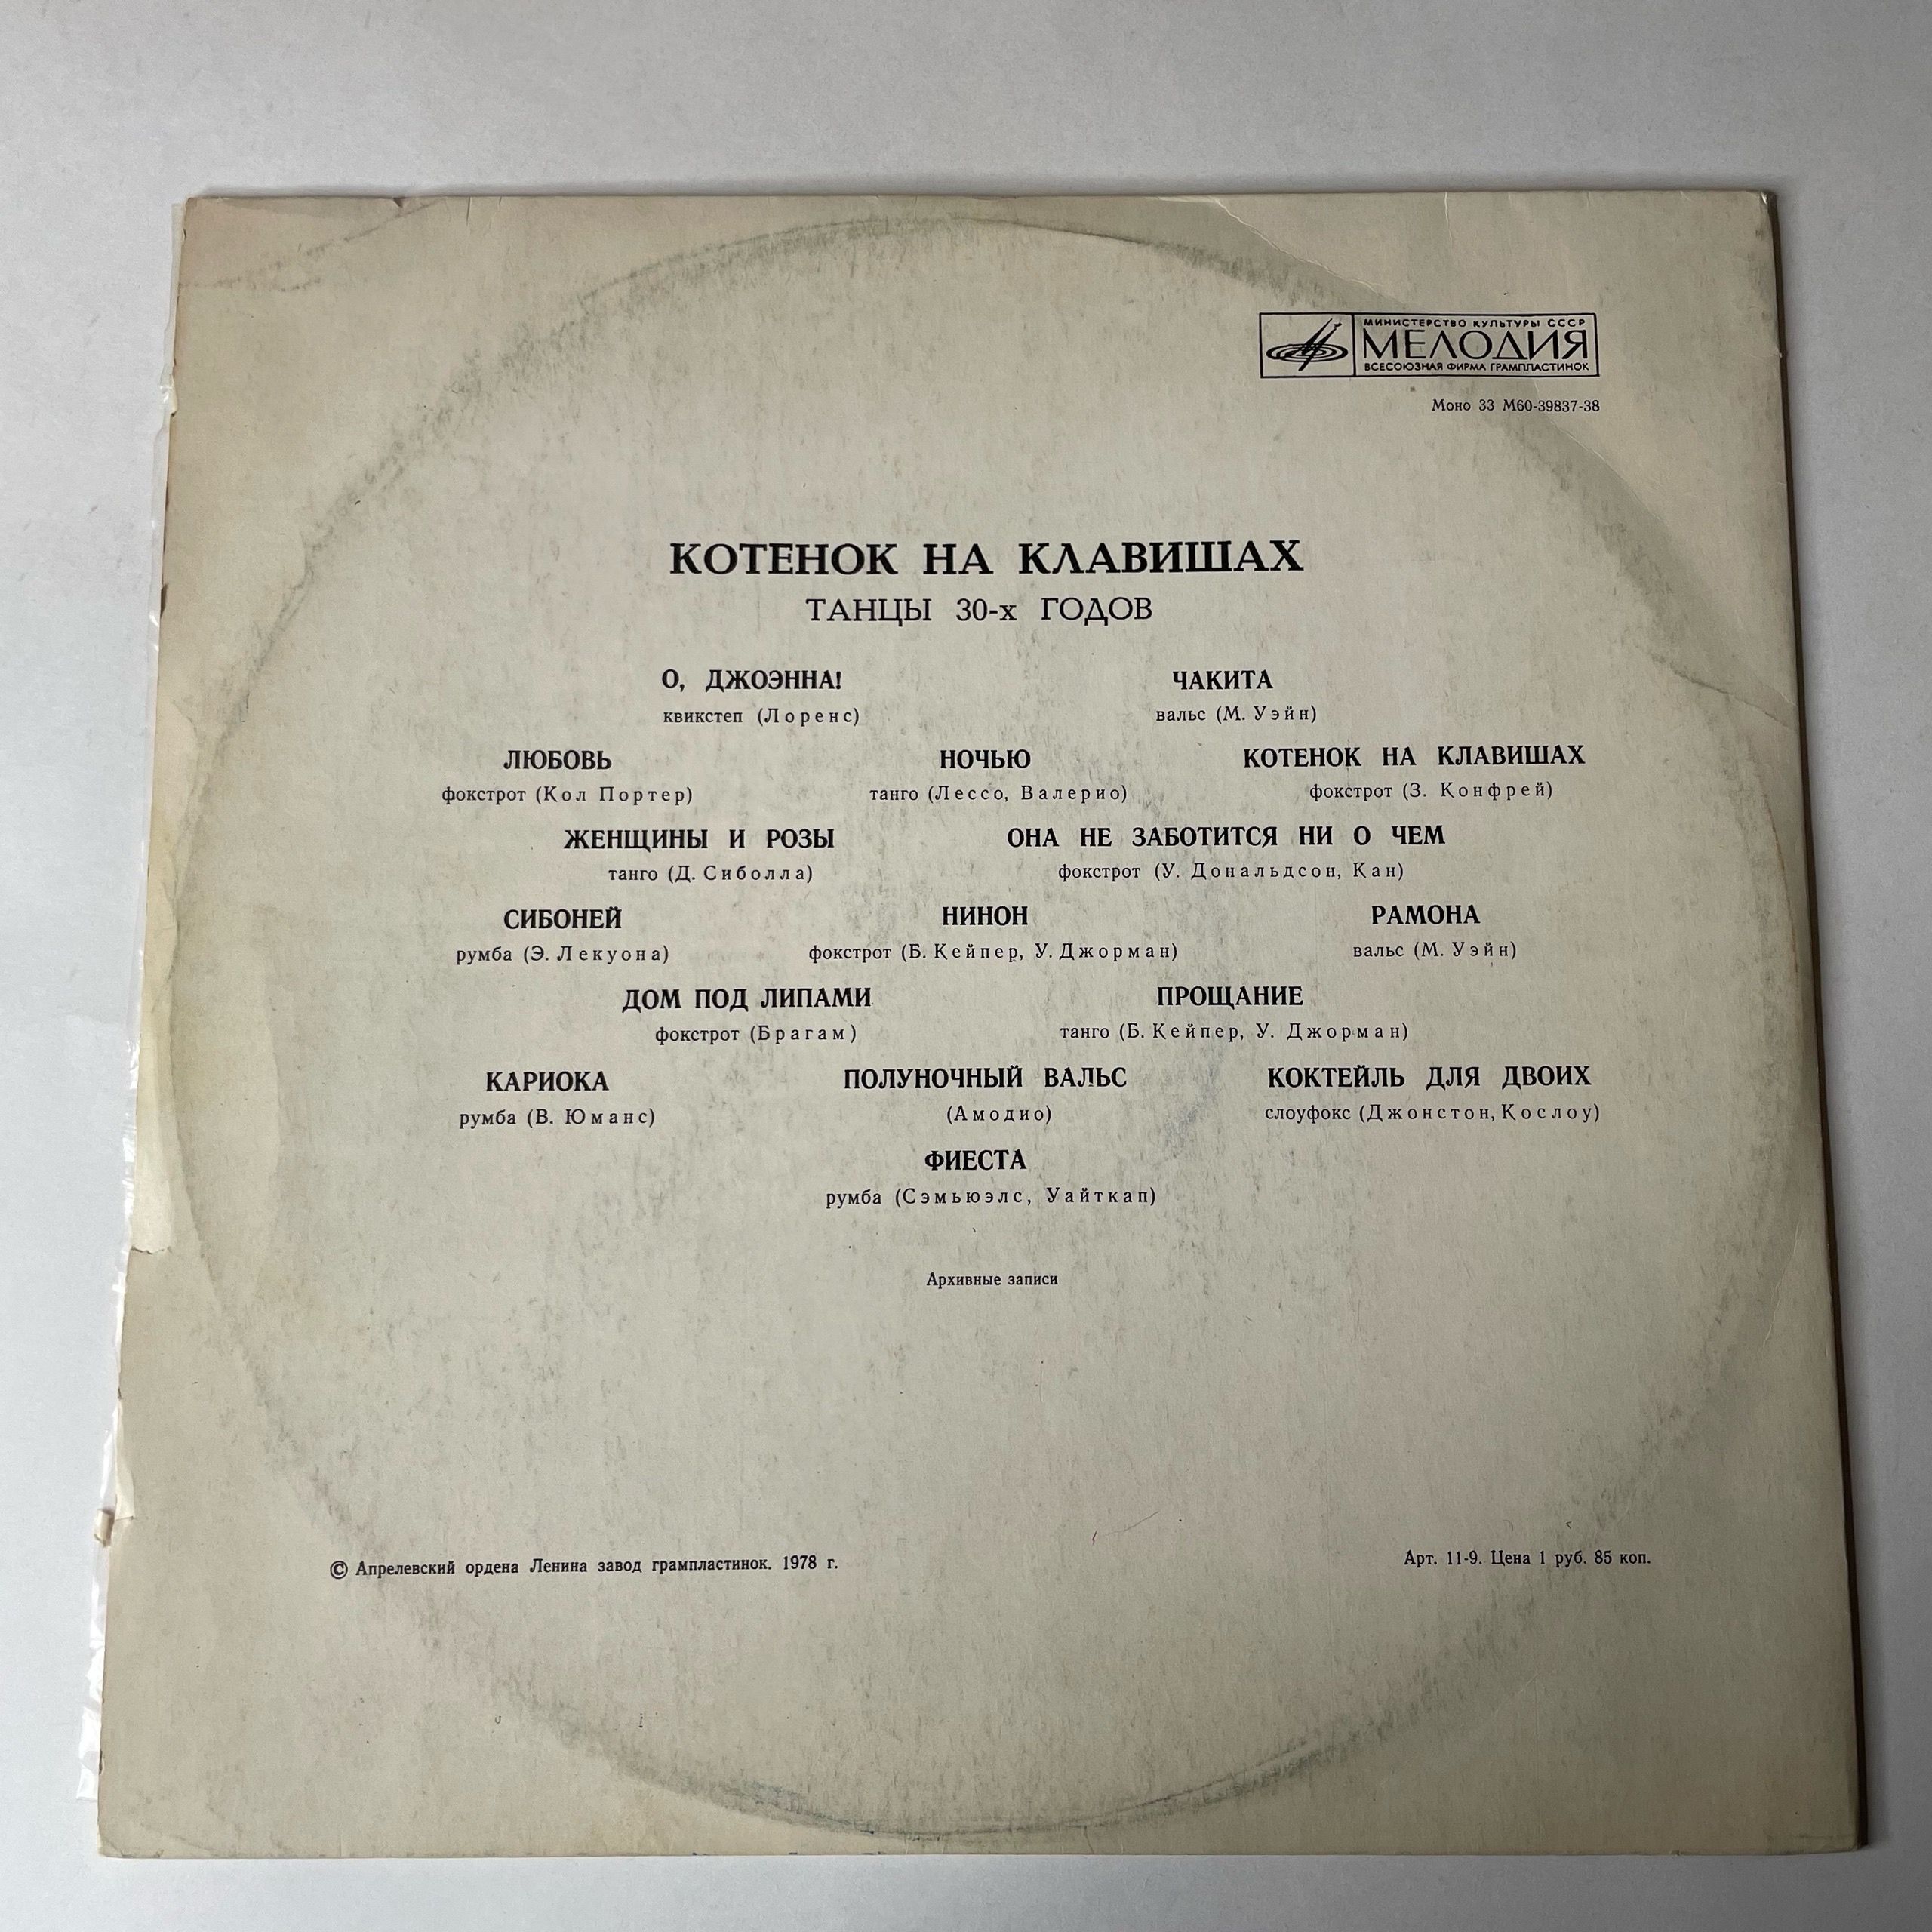 МИНИСТЕРСТВО КУЛЬТУРЫ СССР
МЕЛОДИЯ
ВСЕСОЮЗНАЯ ФИРМА ГРАМПЛАСТИНОК
Моно 33 М60-39837-38
КОТЕНОК НА КЛАВИШАХ
ТАНЦЫ 30-х ГОДОВ
О, ДЖОЭННА! ЧАКИТА
квикстеп (Лоренс) вальс (М. Уэйн)
ЛЮБОВЬ НОЧЬЮ КОТЕНОК НА КЛАВИШАХ
фокстрот (Кол Портер) танго (Лессо, Валерио) фокстрот (З. Конфрей)
ЖЕНЩИНЫ И РОЗЫ ОНА НЕ ЗАБОТИТСЯ НИ О ЧЕМ
танго (Д. Сиболла) фокстрот (У. Дональдсон, Кан)
СИБОНЕЙ НИНОН РАМОНА
румба (Э. Лекуона) фокстрот (Б. Кейпер, У. Джорман) вальс (М. Уэйн)
ДОМ ПОД ЛИПАМИ ПРОЩАНИЕ
фокстрот (Брагам) танго (Б. Кейпер, У. Джорман)
КАРИОКА ПОЛУНОЧНЫЙ ВАЛЬС КОКТЕЙЛЬ ДЛЯ ДВОИХ
румба (В. Юманс) (Амодио) слоуфокс (Джонстон, Кослоу)
ФИЕСТА
румба (Сэмьюэлс, Уайткап)
Архивные записи
© Апрелевский ордена Ленина завод грампластинок. 1978 г. Арт. 11-9. Цена 1 руб. 85 коп.